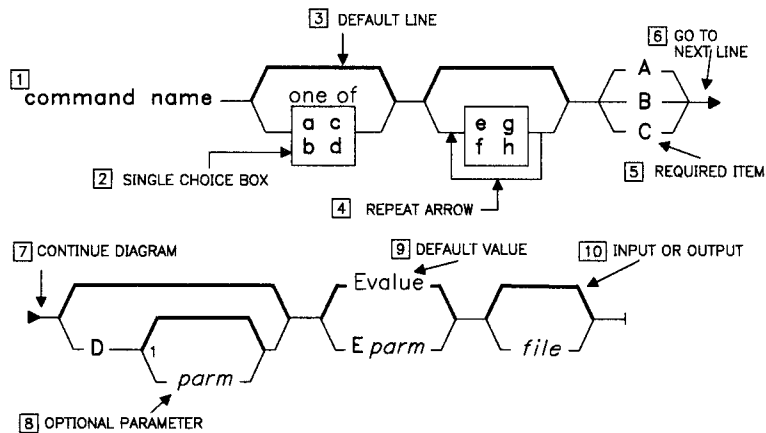 3 DEFAULT LINE
6 GO TO
NEXT LINE
1 command name
one of
a c
b d
e g
f h
A
B
C
2 SINGLE CHOICE BOX
5 REQUIRED ITEM
4 REPEAT ARROW
7 CONTINUE DIAGRAM
9 DEFAULT VALUE
10 INPUT OR OUTPUT
Evalue
D
1
parm
E parm
file
8 OPTIONAL PARAMETER